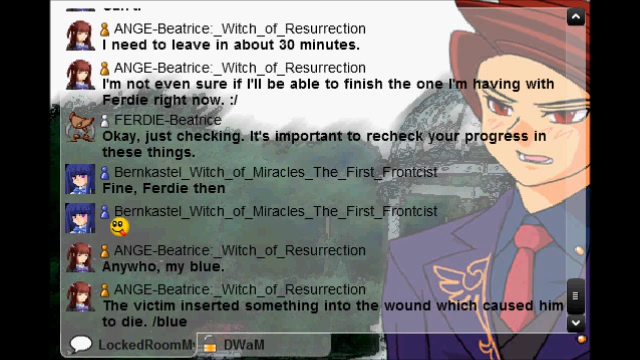 ANGE-Beatrice:_Witch_of_Resurrection
I need to leave in about 30 minutes.
ANGE-Beatrice:_Witch_of_Resurrection
I'm not even sure if I'll be able to finish the one I'm having with
Ferdie right now. :/
FERDIE-Beatrice
Okay, just checking. It's important to recheck your progress in
these things.
Bernkastel_Witch_of_Miracles_The_First_Frontcist
Fine, Ferdie then
Bernkastel_Witch_of_Miracles_The_First_Frontcist
ANGE-Beatrice:_Witch_of_Resurrection
Anywho, my blue.
ANGE-Beatrice:_Witch_of_Resurrection
The victim inserted something into the wound which caused him
to die. /blue
LockedRoomM
DWaM